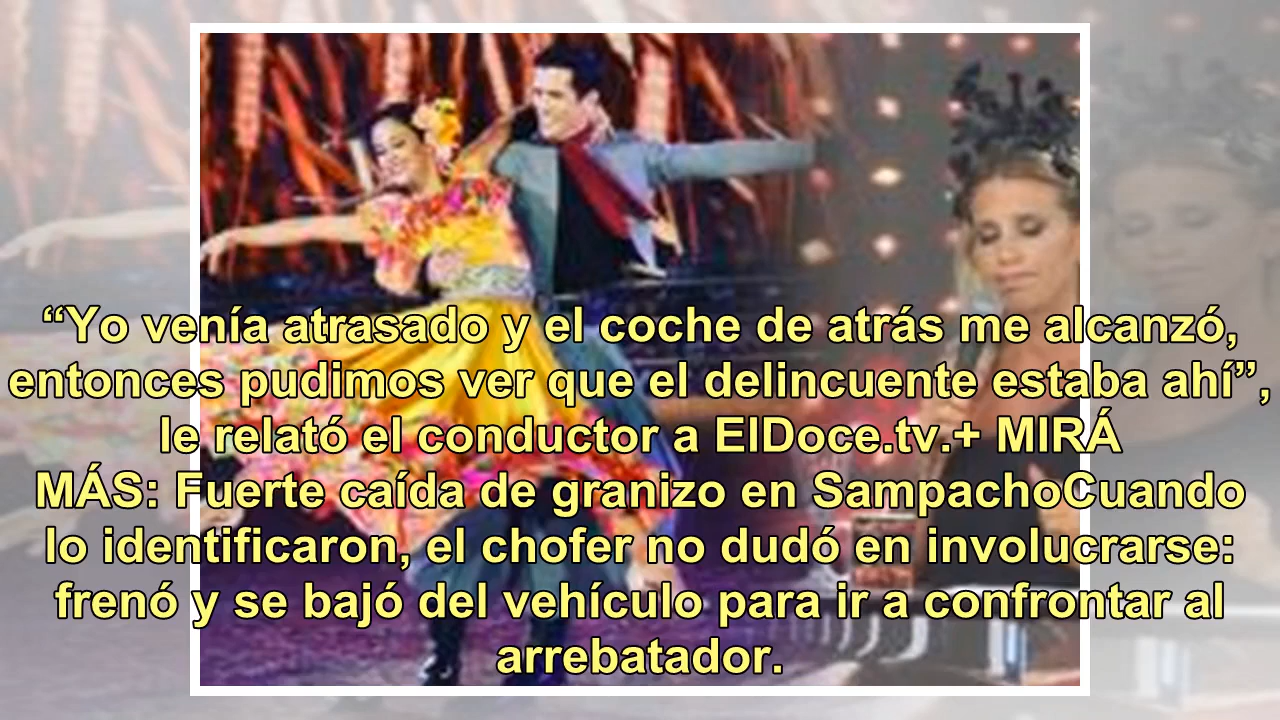 “Yo venía atrasado y el coche de atrás me alcanzó,
entonces pudimos ver que el delincuente estaba ahí”,
le relató el conductor a ElDoce.tv.+ MIRÁ
MÁS: Fuerte caída de granizo en SampachoCuando
lo identificaron, el chofer no dudó en involucrarse:
frenó y se bajó del vehículo para ir a confrontar al
arrebatador.